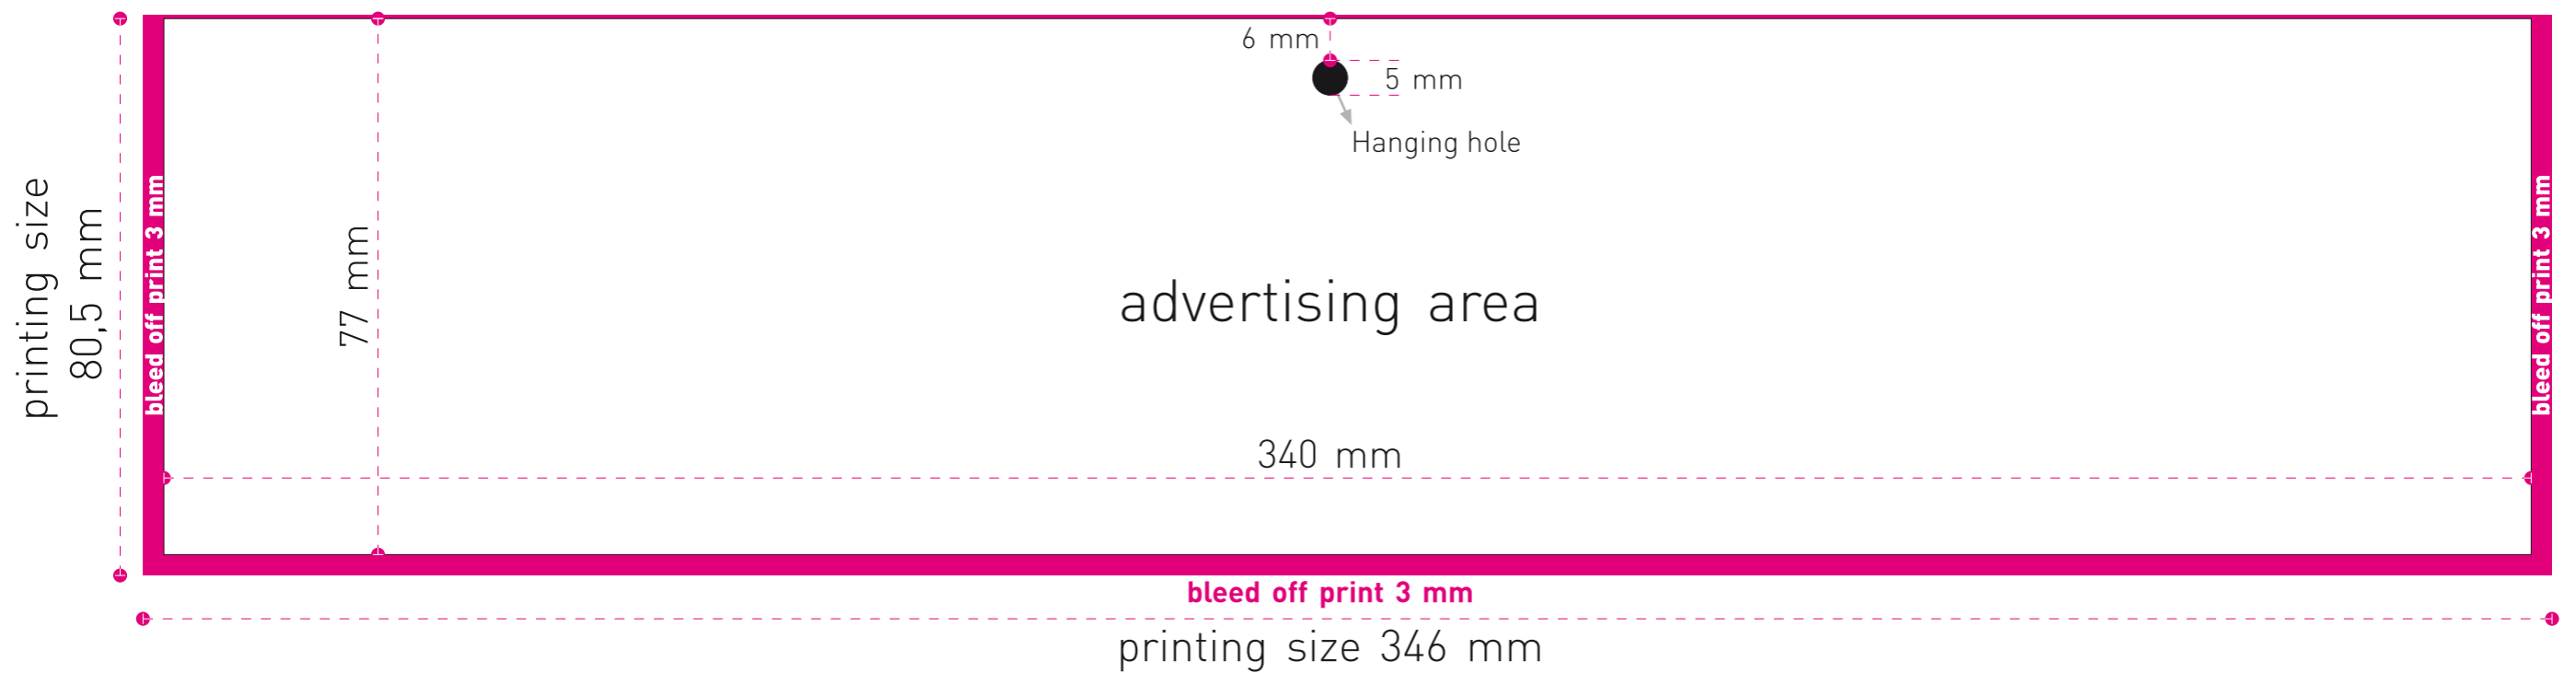 6 mm
5 mm
Hanging hole
printing size
80,5 mm
bleed off print 3 mm
77 mm
advertising area
bleed off print 3 mm
340 mm
bleed off print 3 mm
printing size 346 mm